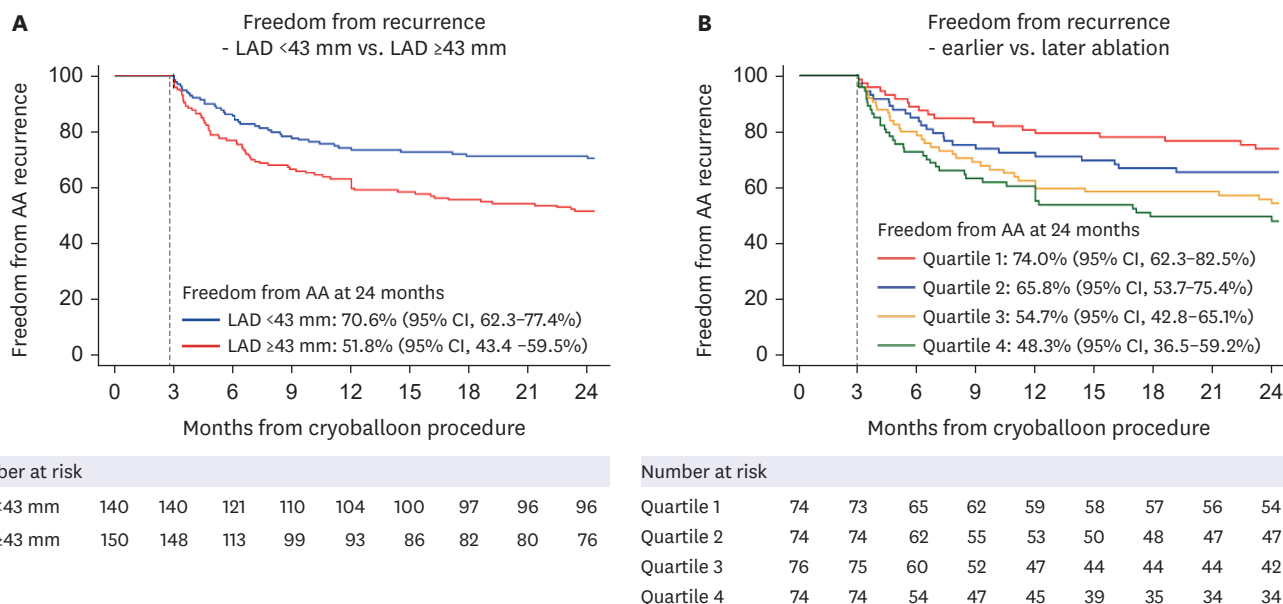 A
Freedom from recurrence
- LAD <43 mm vs. LAD ≥43 mm
Freedom from AA recurrence
100
80
60
40
20
0
Freedom from AA at 24 months
LAD <43 mm: 70.6% (95% CI, 62.3–77.4%)
LAD ≥43 mm: 51.8% (95% CI, 43.4 –59.5%)
0 3 6 9 12 15 18 21 24
Months from cryoballoon procedure
ber at risk
<43 mm 140 140 121 110 104 100 97 96 96
≥43 mm 150 148 113 99 93 86 82 80 76
B
Freedom from recurrence
- earlier vs. later ablation
Freedom from AA recurrence
100
80
60
40
20
0
Freedom from AA at 24 months
Quartile 1: 74.0% (95% CI, 62.3–82.5%)
Quartile 2: 65.8% (95% CI, 53.7–75.4%)
Quartile 3: 54.7% (95% CI, 42.8–65.1%)
Quartile 4: 48.3% (95% CI, 36.5–59.2%)
0 3 6 9 12 15 18 21 24
Months from cryoballoon procedure
Number at risk
Quartile 1 74 73 65 62 59 58 57 56 54
Quartile 2 74 74 62 55 53 50 48 47 47
Quartile 3 76 75 60 52 47 44 44 44 42
Quartile 4 74 74 54 47 45 39 35 34 34